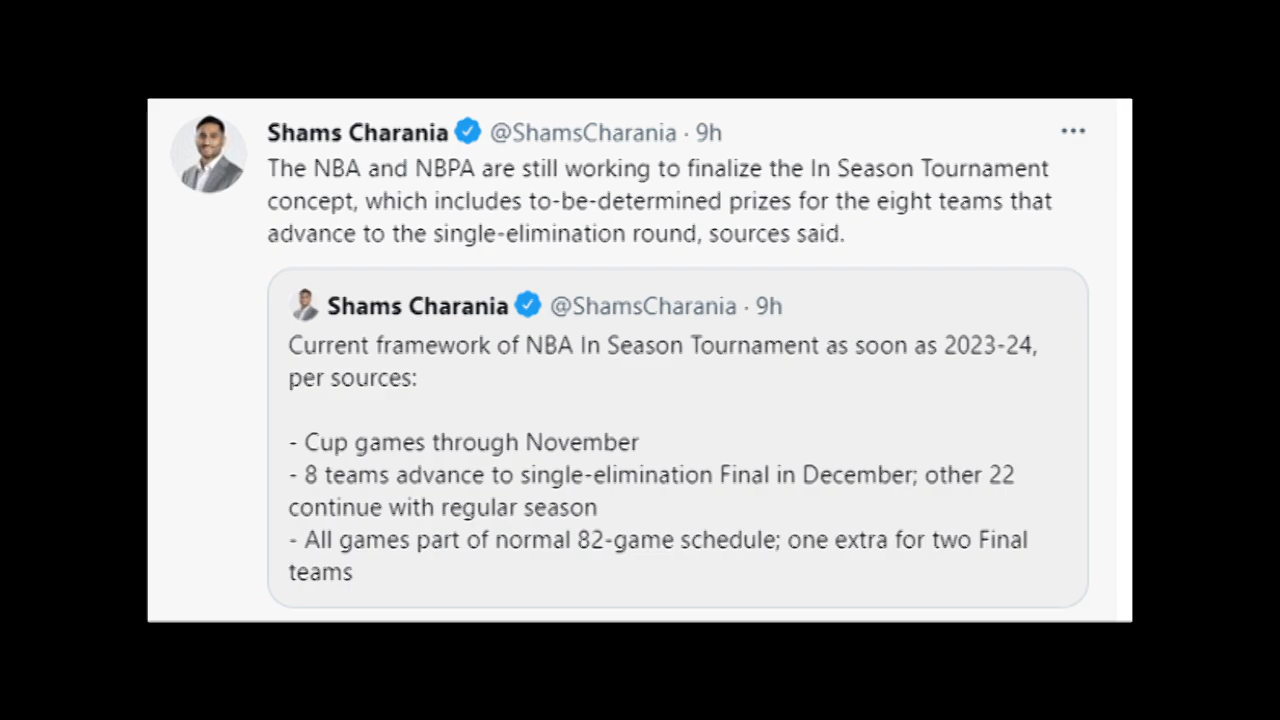 Shams Charania @ShamsCharania · 9h
The NBA and NBPA are still working to finalize the In Season Tournament
concept, which includes to-be-determined prizes for the eight teams that
advance to the single-elimination round, sources said.
Shams Charania @ShamsCharania · 9h
Current framework of NBA In Season Tournament as soon as 2023-24,
per sources:
- Cup games through November
- 8 teams advance to single-elimination Final in December; other 22
continue with regular season
- All games part of normal 82-game schedule; one extra for two Final
teams